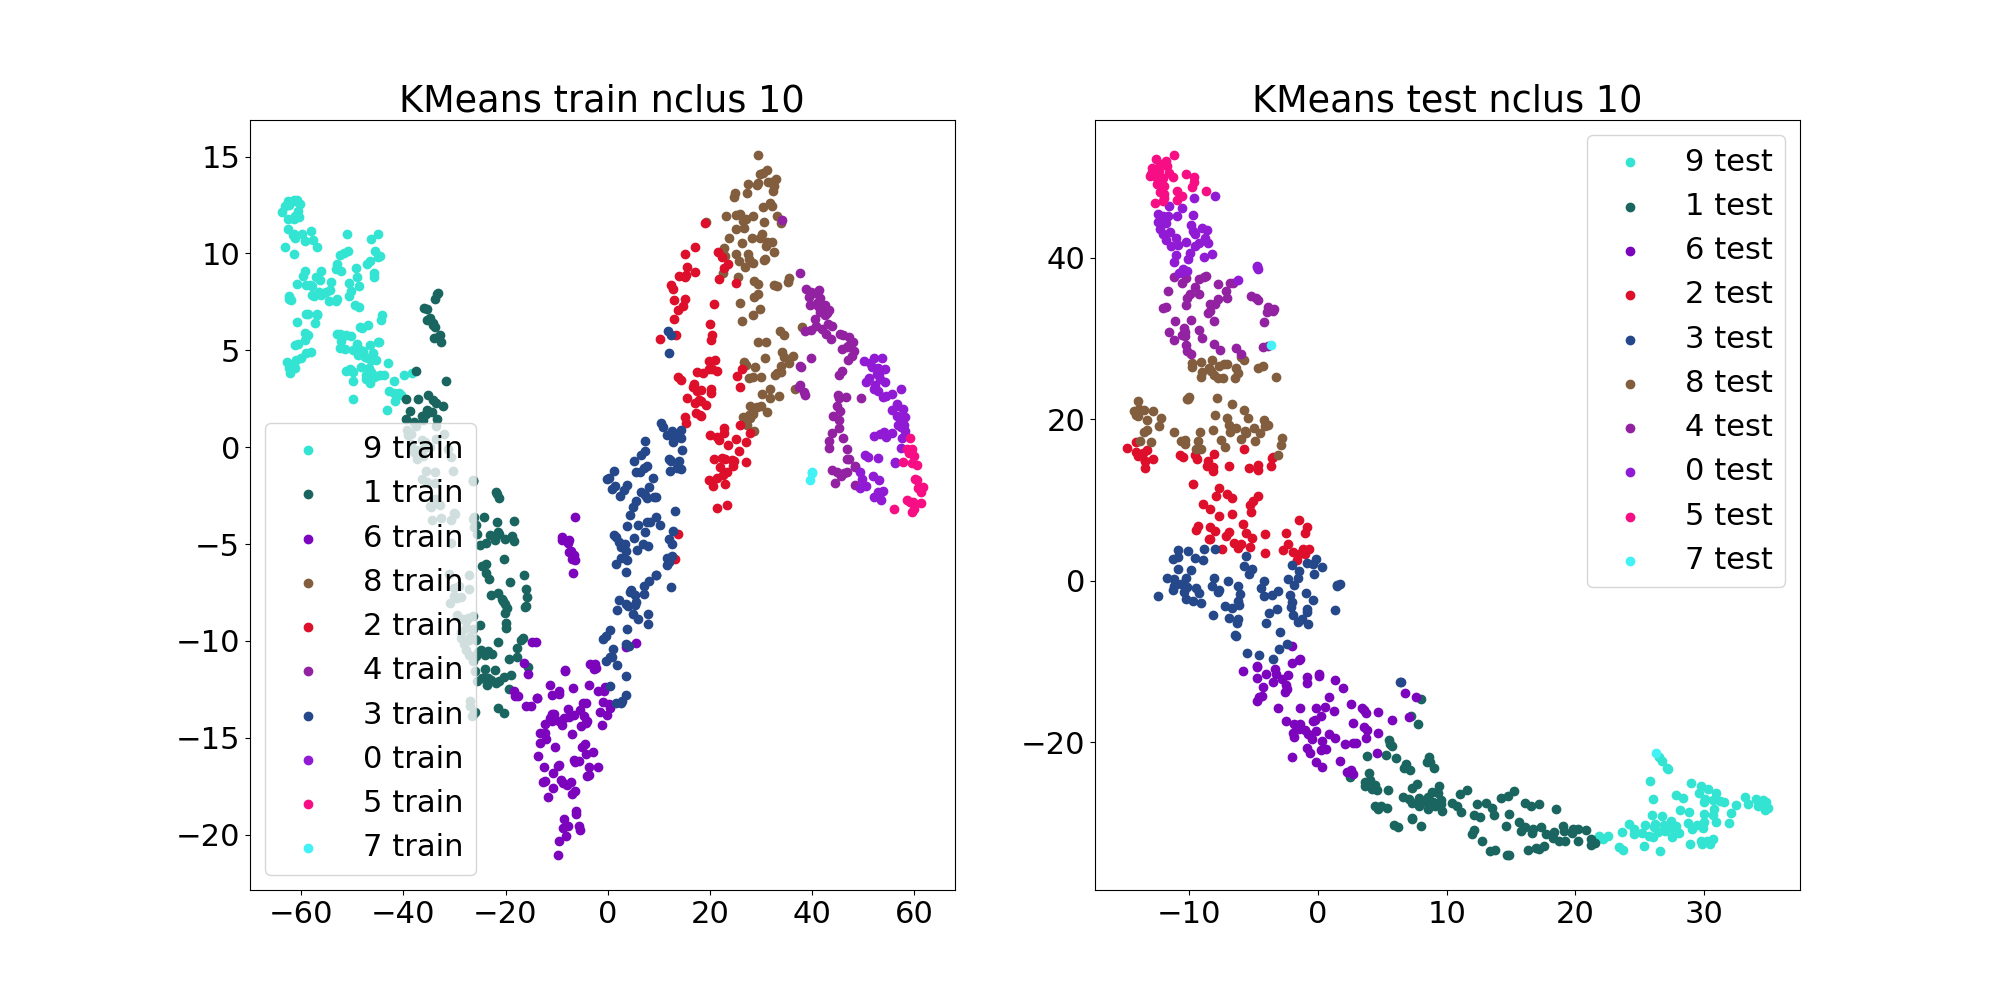 KMeans train nclus 10
15
10
5
0
−5
−10
−15
−20
−60
−40
−20
0
20
40
60
9 train
1 train
6 train
8 train
2 train
4 train
3 train
0 train
5 train
7 train
KMeans test nclus 10
40
20
0
−20
−10
0
10
20
30
9 test
1 test
6 test
2 test
3 test
8 test
4 test
0 test
5 test
7 test